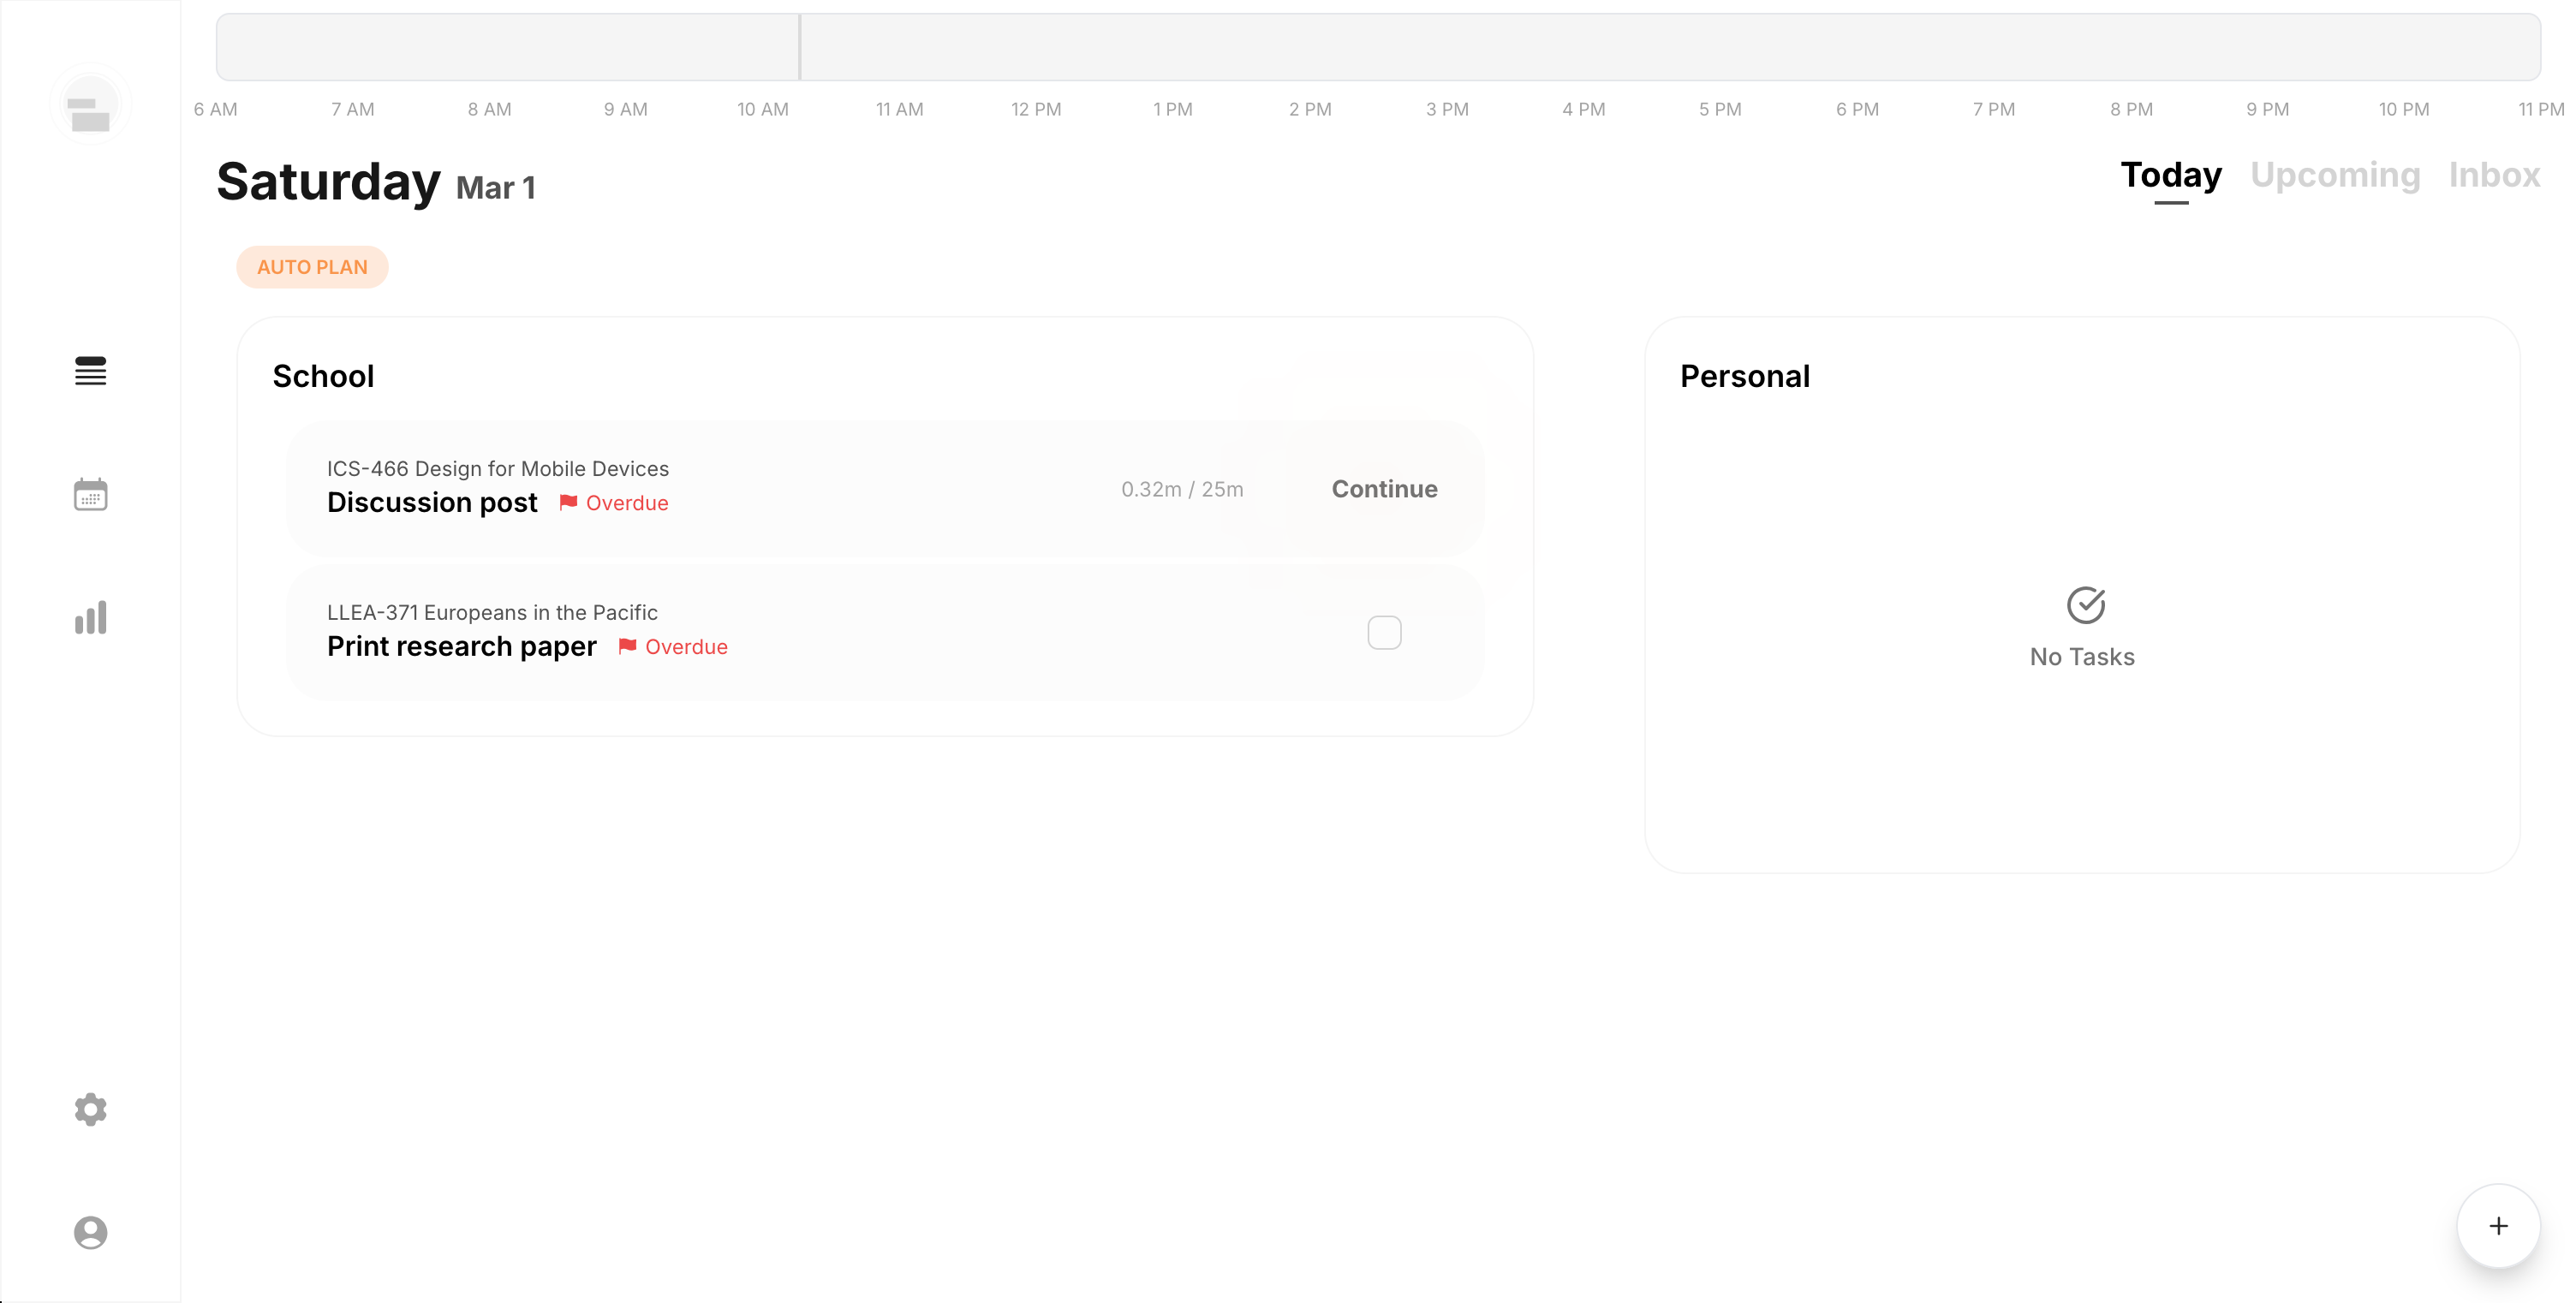 6 AM 7 AM 8 AM 9 AM 10 AM 11 AM 12 PM 1 PM 2 PM 3 PM 4 PM 5 PM 6 PM 7 PM 8 PM 9 PM 10 PM 11 PM
Saturday Mar 1
Today Upcoming Inbox
AUTO PLAN
School
ICS-466 Design for Mobile Devices
Discussion post Overdue
0.32m / 25m
Continue
LLEA-371 Europeans in the Pacific
Print research paper Overdue
Personal
No Tasks